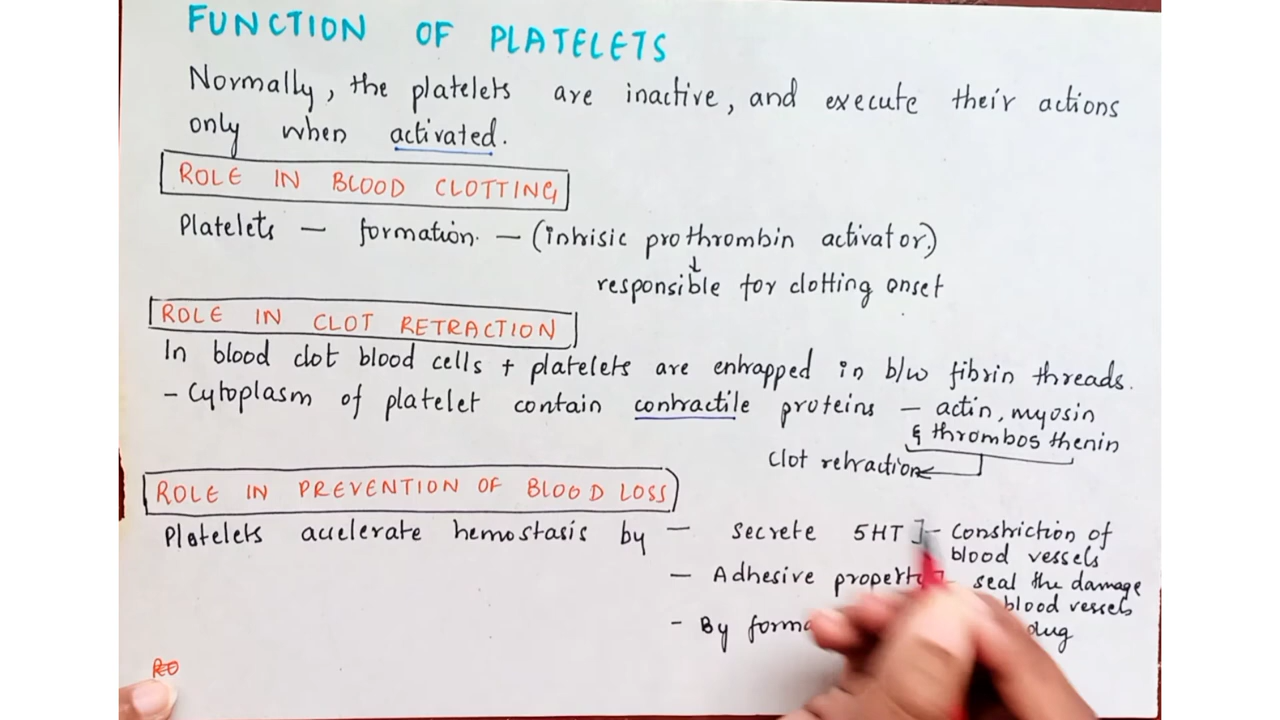 FUNCTION OF PLATELETS
Normally, the platelets are inactive, and execute their actions
only when activated.
ROLE IN BLOOD CLOTTING
Platelets — formation. — (intrisic prothrombin activator.)
↓
responsible for clotting onset
ROLE IN CLOT RETRACTION
In blood clot blood cells + platelets are entrapped in b/w fibrin threads.
- Cytoplasm of platelet contain contractile proteins — actin, myosin
& thrombosthenin
Clot retraction
ROLE IN PREVENTION OF BLOOD LOSS
Platelets accelerate hemostasis by — secrete 5HT ]- Constriction of
blood vessels
— Adhesive property seal the damage
blood vessels
- By